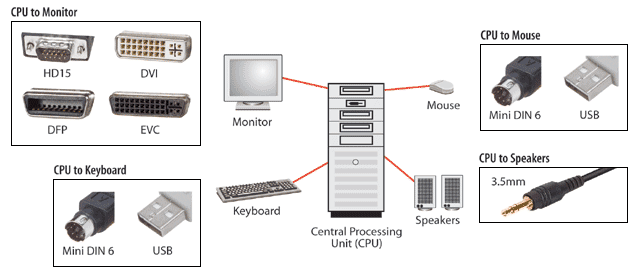 CPU to Monitor
HD15
DVI
DFP
EVC
CPU to Keyboard
Mini DIN 6
USB
Monitor
Mouse
Keyboard
Speakers
Central Processing
Unit (CPU)
CPU to Mouse
Mini DIN 6
USB
CPU to Speakers
3.5mm